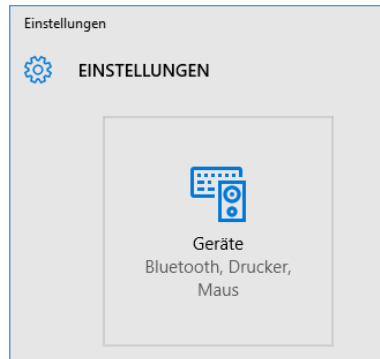 Einstellungen
EINSTELLUNGEN
Geräte
Bluetooth, Drucker,
Maus